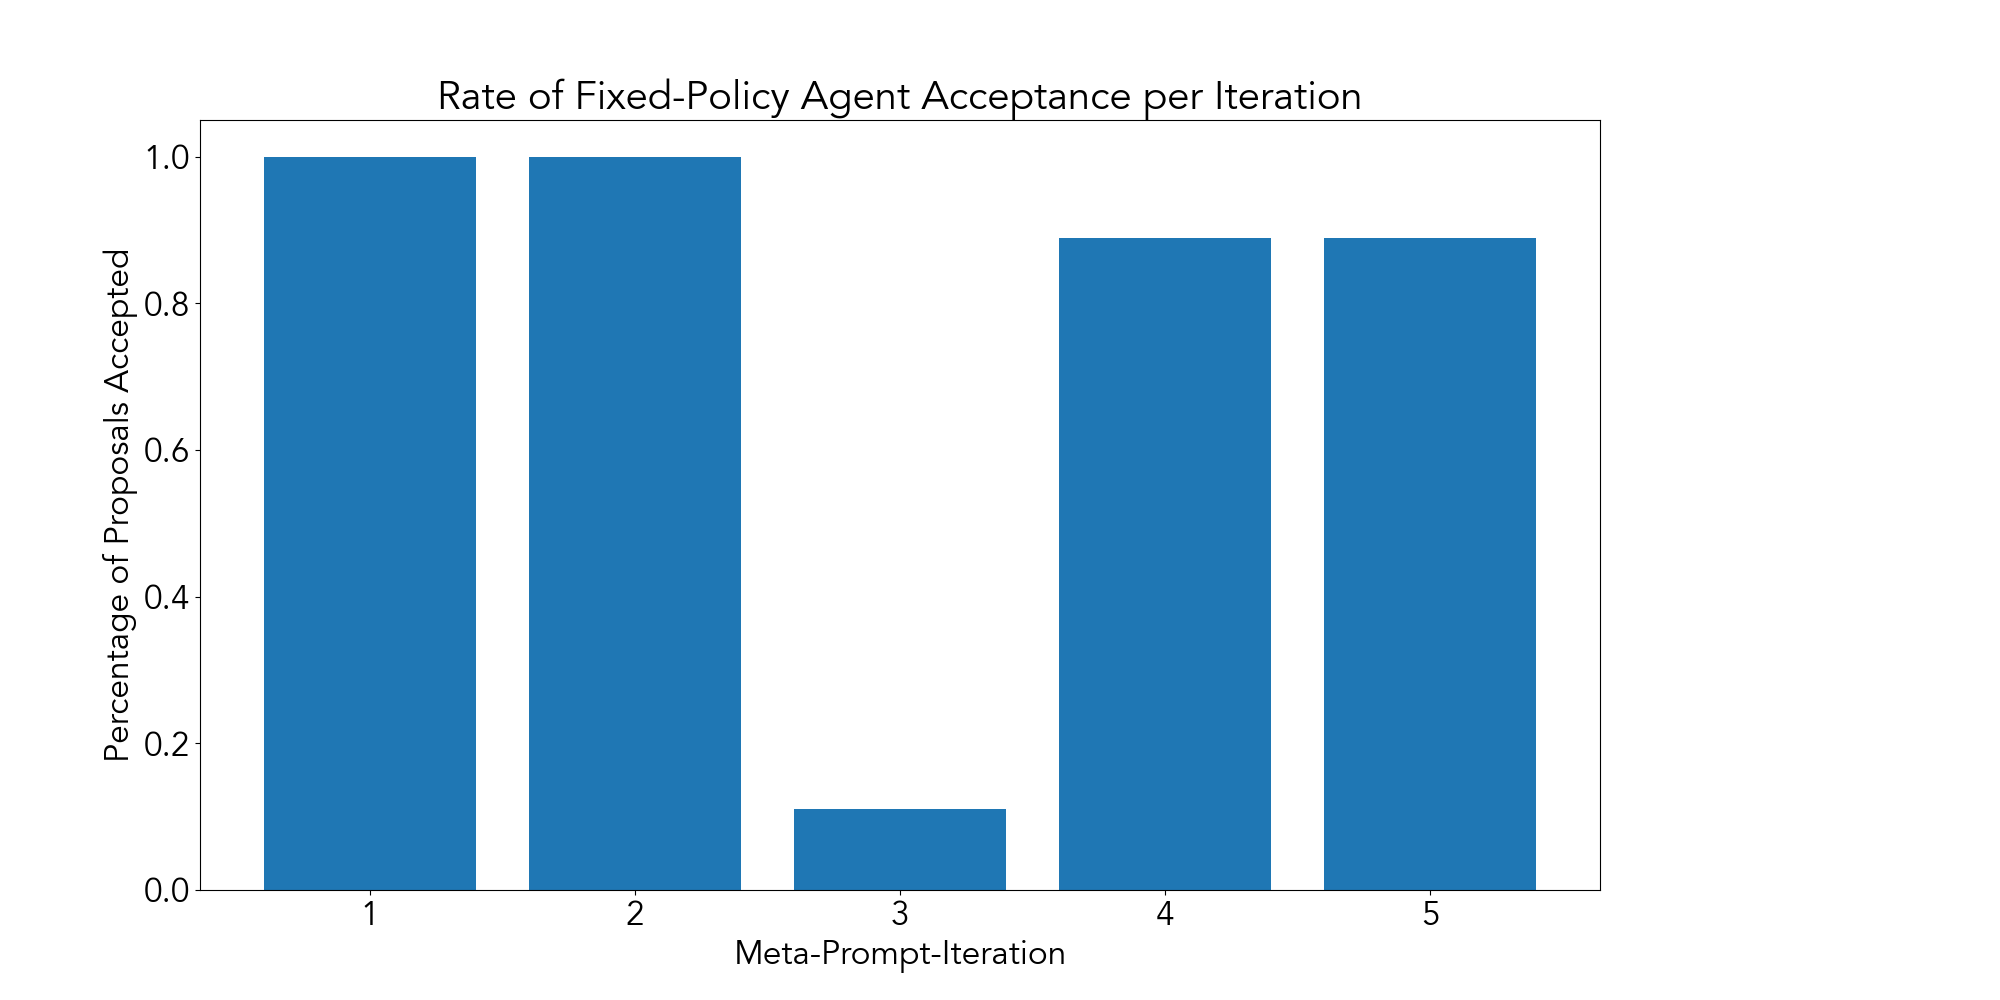 Rate of Fixed-Policy Agent Acceptance per Iteration
Percentage of Proposals Accepted
1.0
0.8
0.6
0.4
0.2
0.0
1 2 3 4 5
Meta-Prompt-Iteration